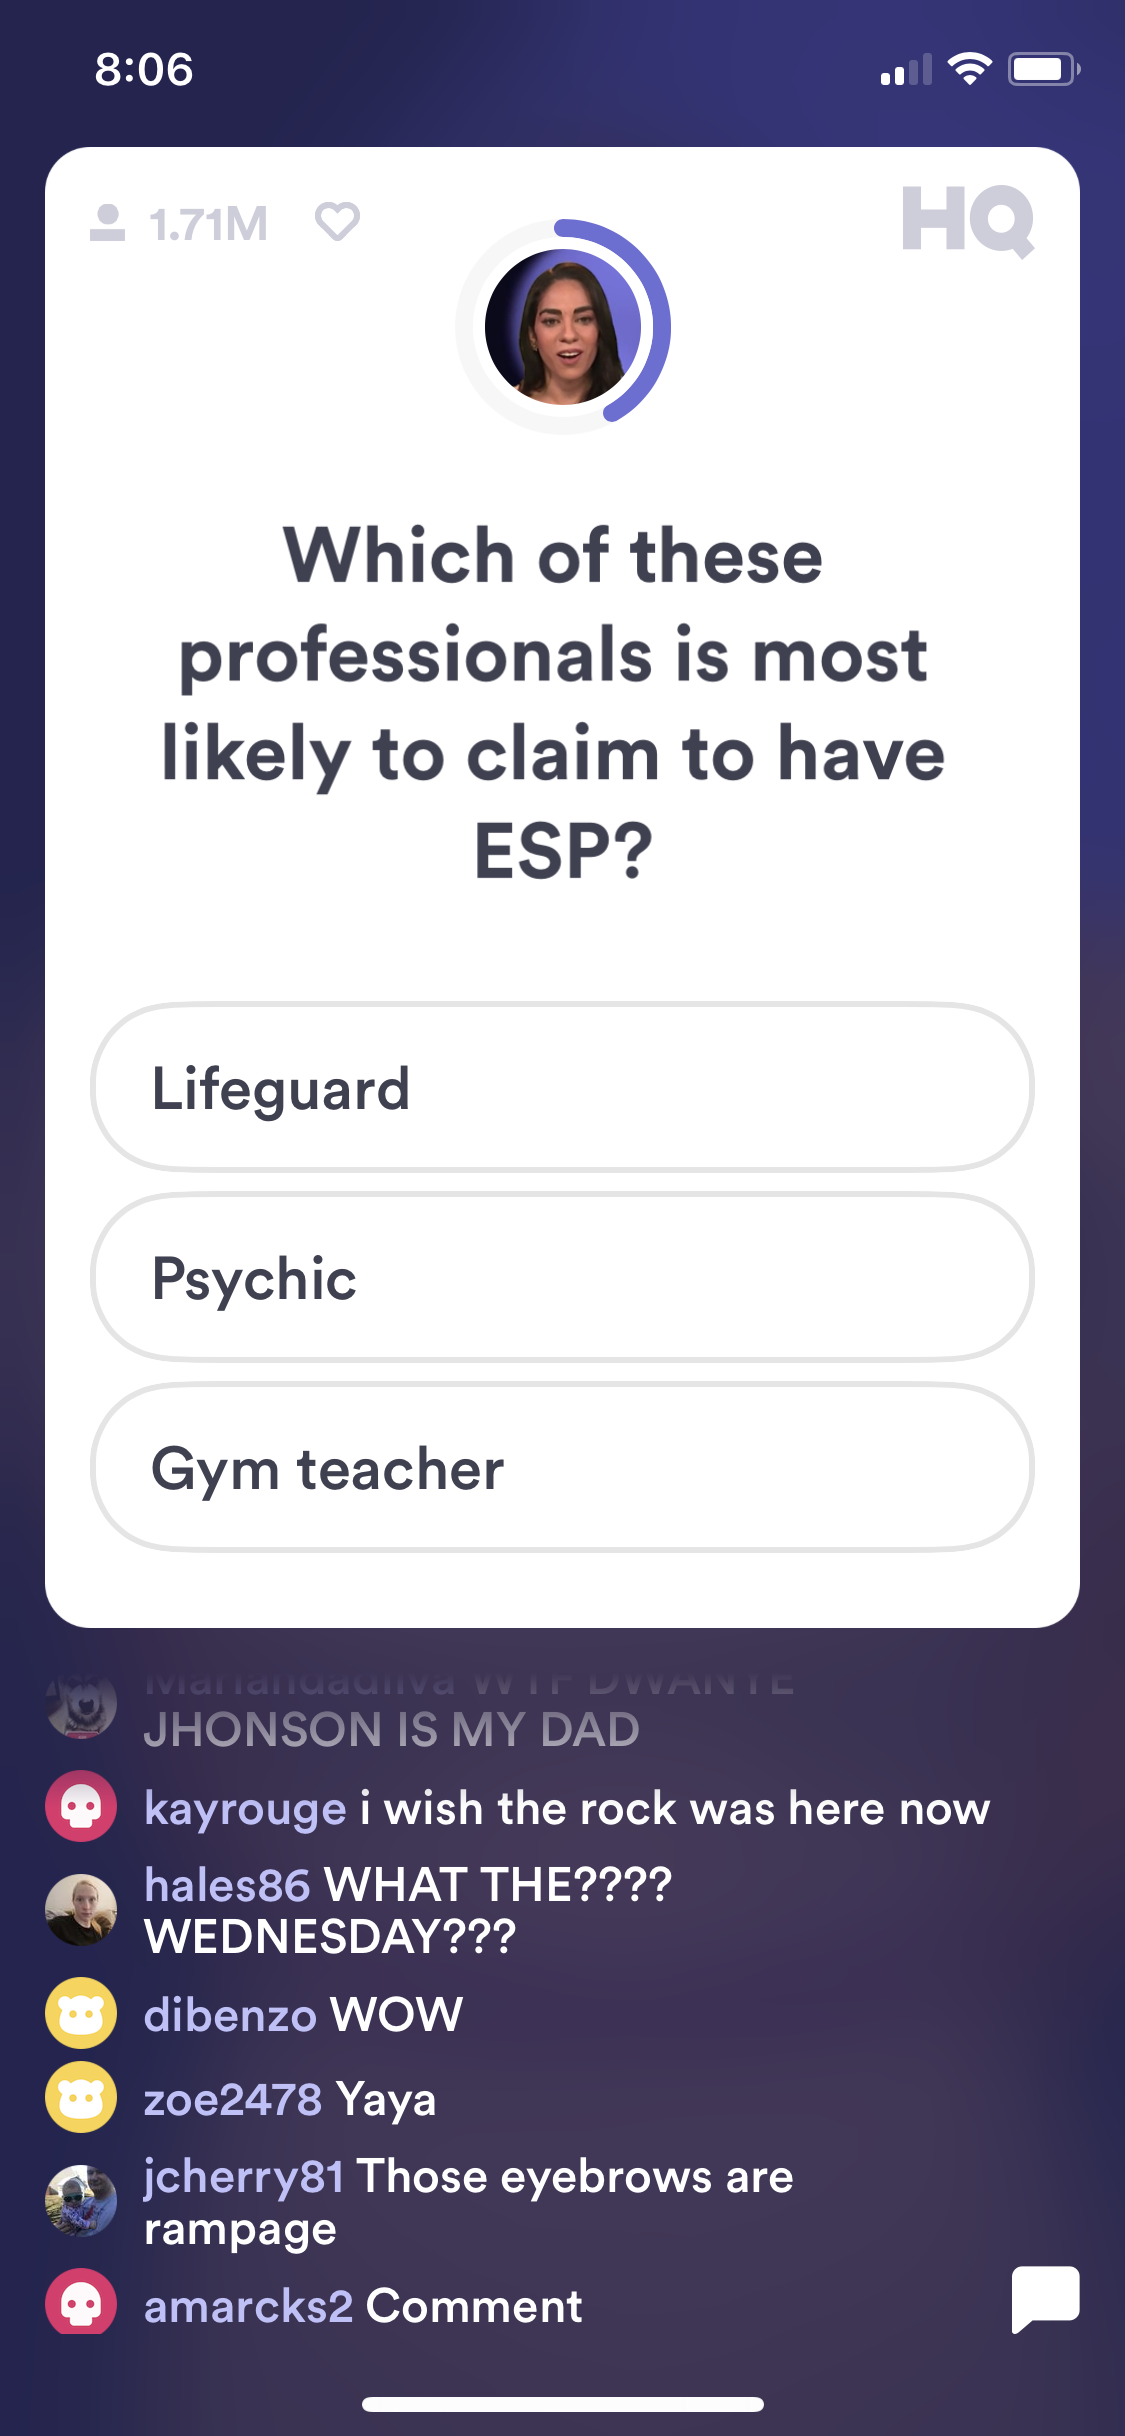 8:06
1.71M
HQ
Which of these
professionals is most
likely to claim to have
ESP?
Lifeguard
Psychic
Gym teacher
WTF DWANYE
JHONSON IS MY DAD
kayrouge i wish the rock was here now
hales86 WHAT THE????
WEDNESDAY???
dibenzo WOW
zoe2478 Yaya
jcherry81 Those eyebrows are
rampage
amarcks2 Comment